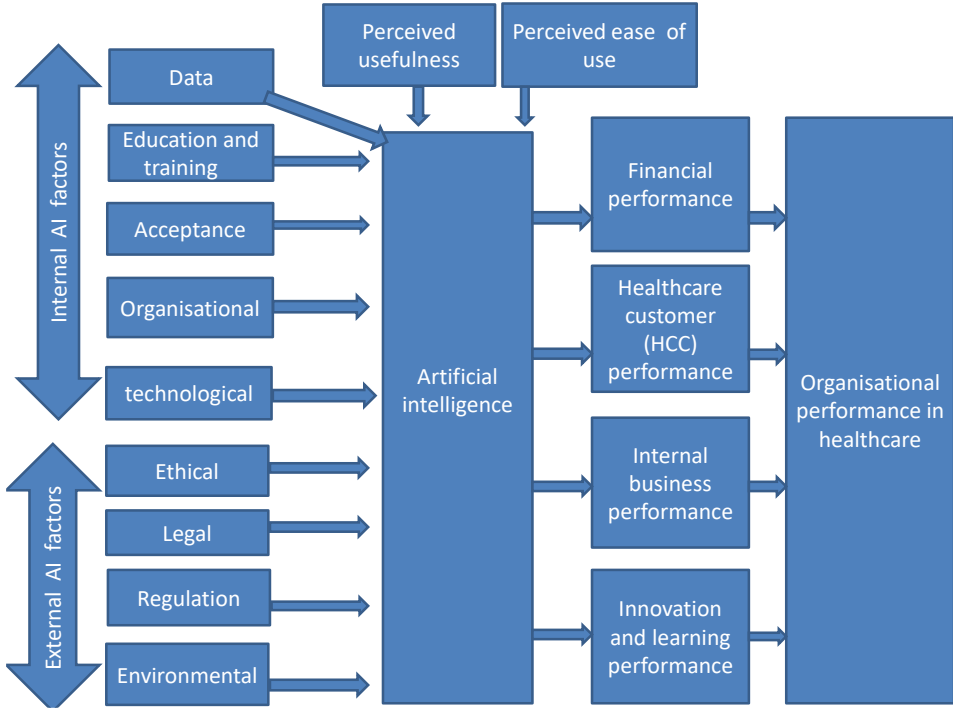 Perceived
usefulness
Perceived ease of
use
Internal AI factors
Data
Education and
training
Acceptance
Organisational
technological
External AI factors
Ethical
Legal
Regulation
Environmental
Artificial
intelligence
Financial
performance
Healthcare
customer
(HCC)
performance
Internal
business
performance
Innovation
and learning
performance
Organisational
performance in
healthcare